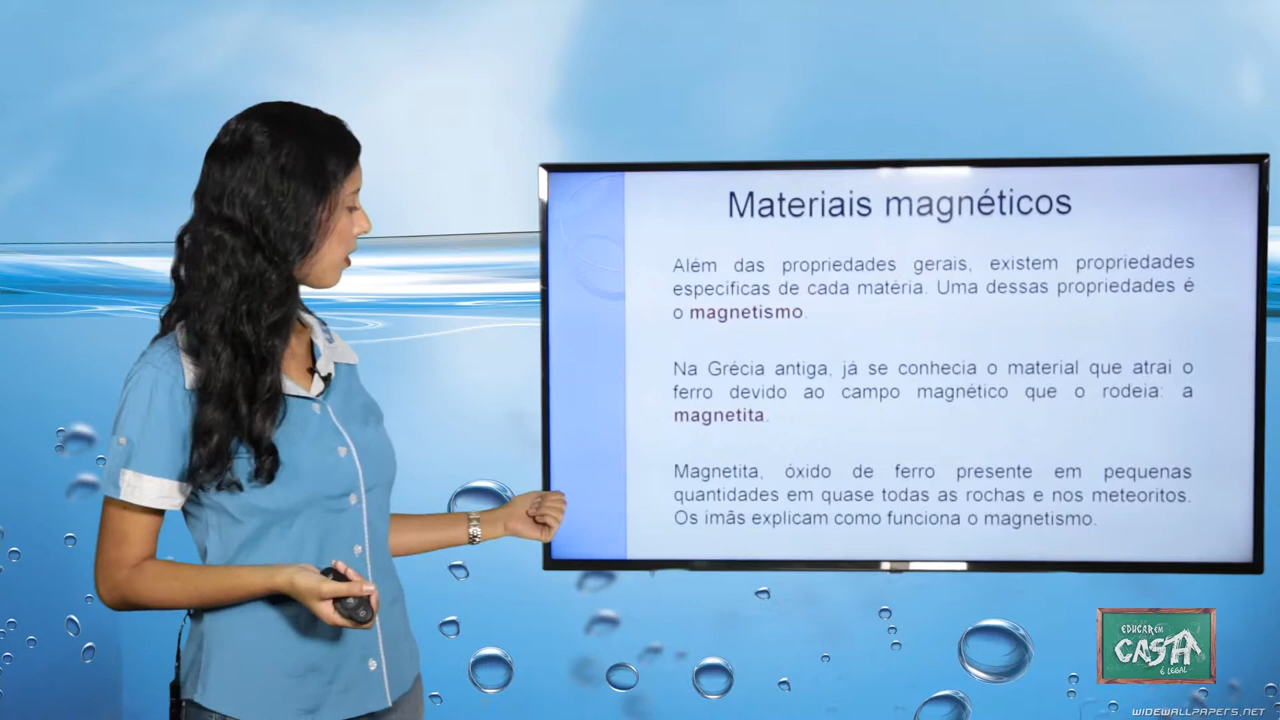 Materiais magnéticos
Além das propriedades gerais, existem propriedades
específicas de cada matéria. Uma dessas propriedades é
o magnetismo.
Na Grécia antiga, já se conhecia o material que atrai o
ferro devido ao campo magnético que o rodeia: a
magnetita.
Magnetita, óxido de ferro presente em pequenas
quantidades em quase todas as rochas e nos meteoritos.
Os ímãs explicam como funciona o magnetismo.
EDUCAR EM
CASA
É LEGAL
WIDEWALLPAPERS.NET